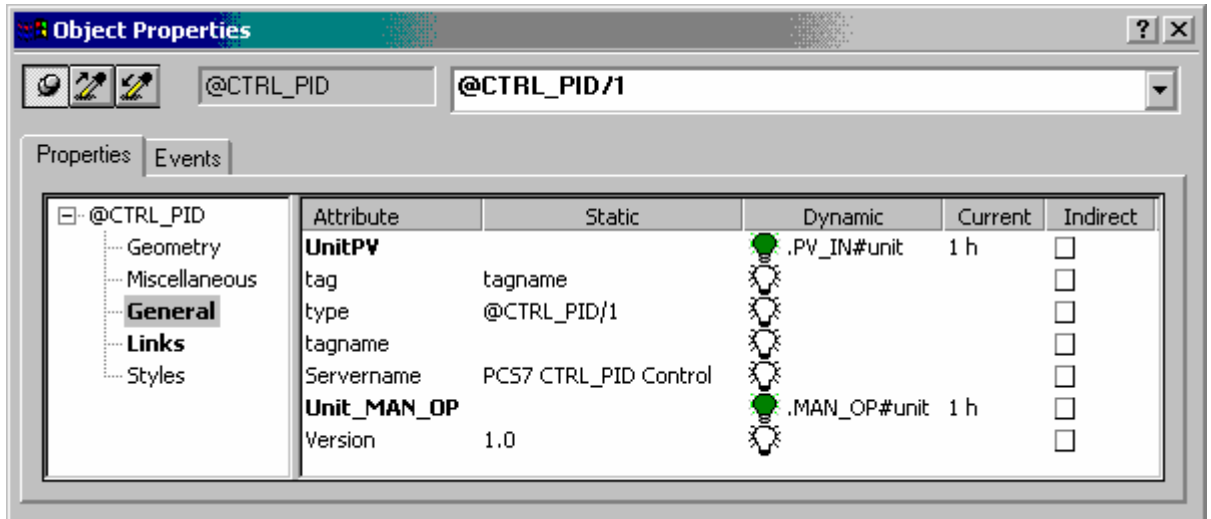 Object Properties
@CTRL_PID @CTRL_PID/1
Properties Events
@CTRL_PID
Geometry
Miscellaneous
General
Links
Styles
Attribute Static Dynamic Current Indirect
UnitPV .PV_IN#unit 1 h
tag tagname
type @CTRL_PID/1
tagname
Servername PCS7 CTRL_PID Control
Unit_MAN_OP .MAN_OP#unit 1 h
Version 1.0